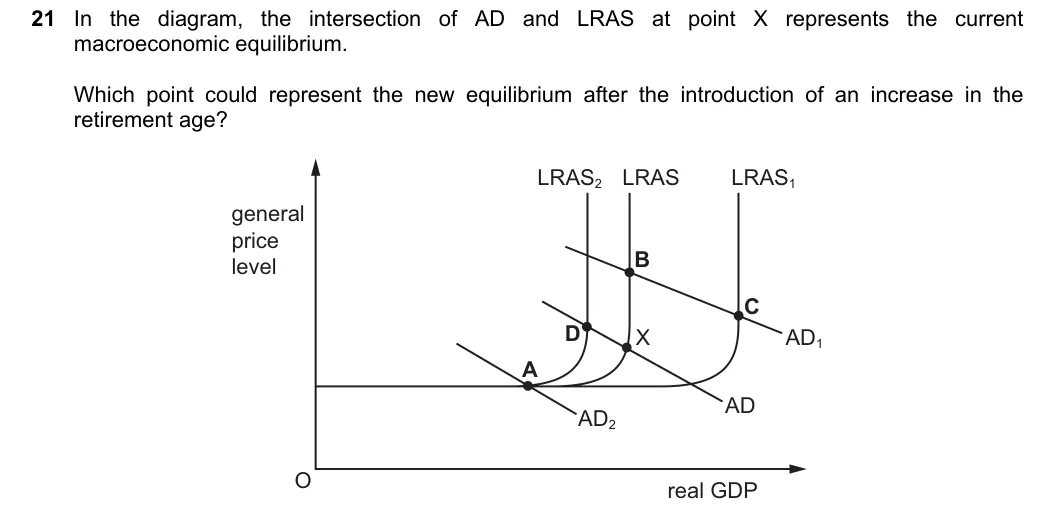 21 In the diagram, the intersection of AD and LRAS at point X represents the current
macroeconomic equilibrium.
Which point could represent the new equilibrium after the introduction of an increase in the
retirement age?
LRAS₂ LRAS LRAS₁
general
price
level
B
C
D
X
AD₁
A
AD
AD₂
O
real GDP